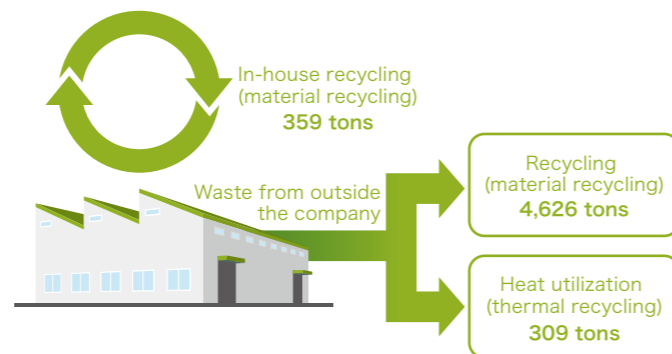 In-house recycling
(material recycling)
359 tons
Waste from outside
the company
Recycling
(material recycling)
4,626 tons
Heat utilization
(thermal recycling)
309 tons